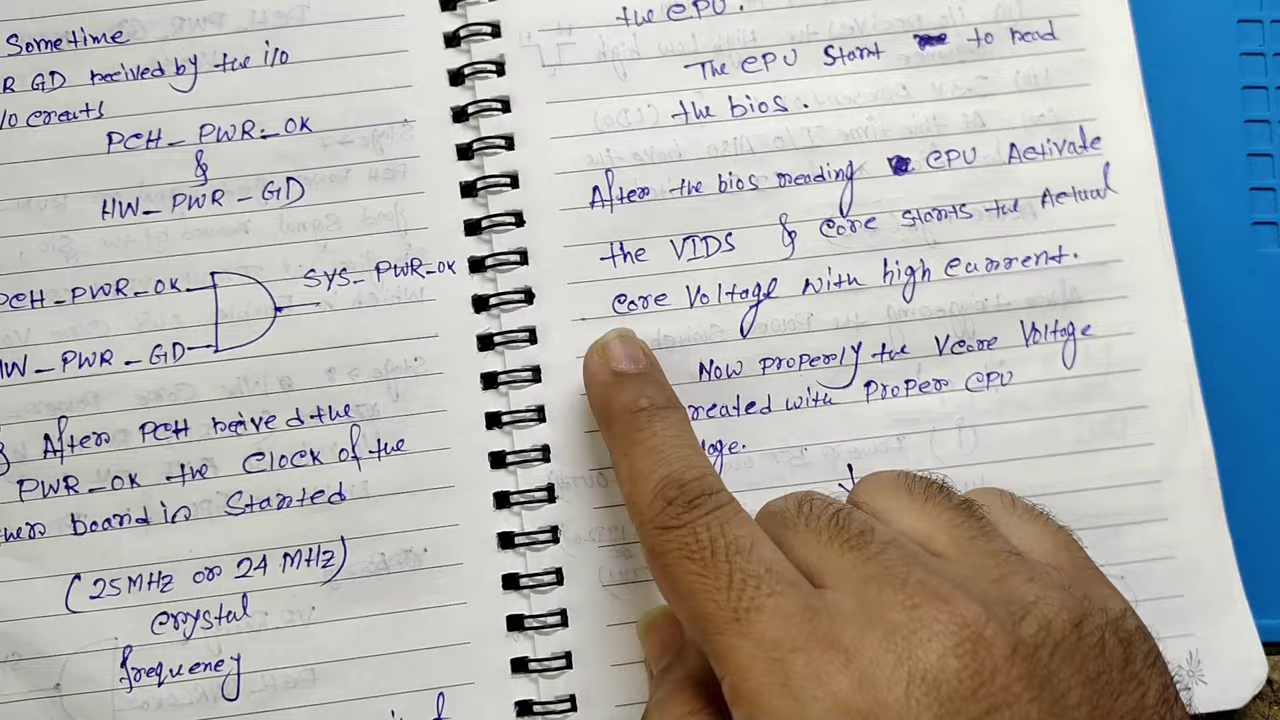 Sometime
R GD received by the i/o
I/O creats
PCH_PWR_OK
&
HW_PWR_GD
PCH_PWR_OK
SYS_PWR_OK
HW_PWR_GD
After PCH reeived the
PWR_OK the Clock of the
board is Started
(25MHz or 24 MHz)
crystal
frequency
the CPU.
The CPU Start to read
the bios.
After the bios reading CPU Activate
the VIDS & core starts the Actual
core Voltage with high current.
Now properly the Vcore Voltage
reated with Proper CPU